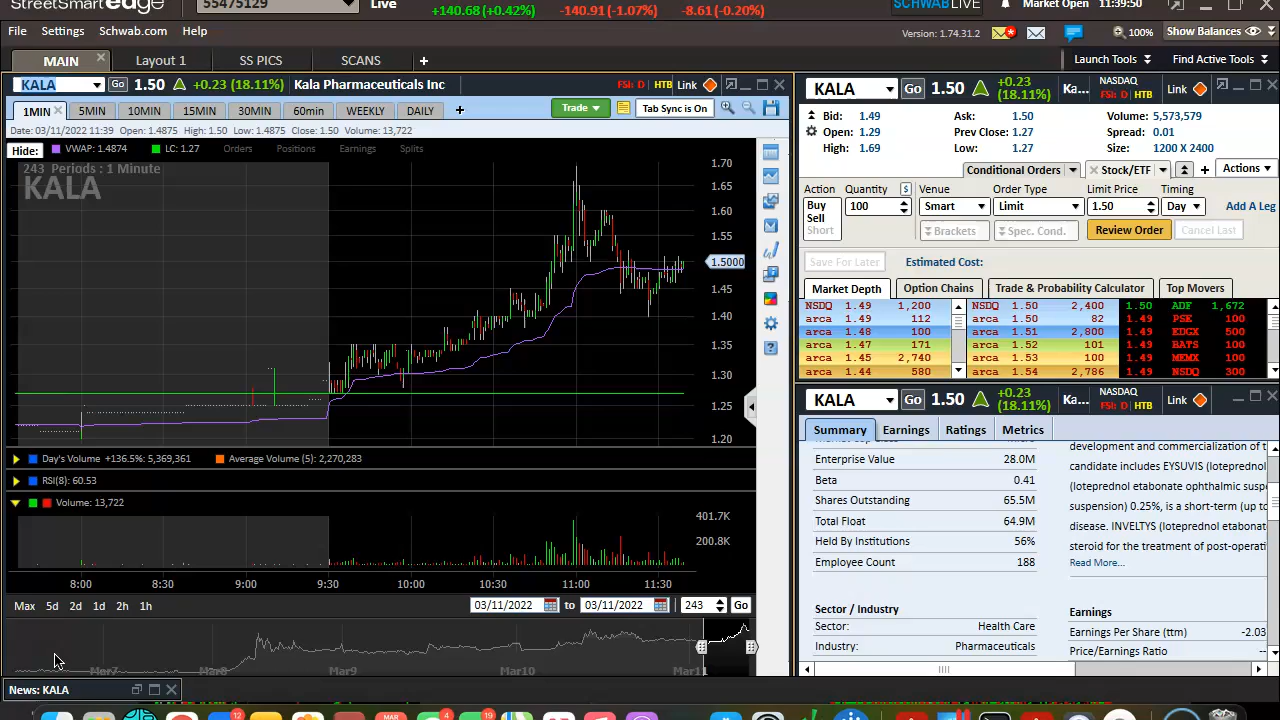 StreetSmart edge
55475129
Live
+140.68 (+0.42%)
-140.91 (-1.07%)
-8.61 (-0.20%)
SCHWABLIVE
Market Open
11:39:50
File
Settings
Schwab.com
Help
Version: 1.74.31.2
100%
Show Balances
MAIN
Layout 1
SS PICS
SCANS
Launch Tools
Find Active Tools
KALA
Go
1.50
+0.23 (18.11%)
Kala Pharmaceuticals Inc
FSI: D
HTB
Link
1MIN
5MIN
10MIN
15MIN
30MIN
60min
WEEKLY
DAILY
Trade
Tab Sync is On
Date: 03/11/2022 11:39 Open: 1.4875 High: 1.50 Low: 1.4875 Close: 1.50 Volume: 13,722
Hide:
VWAP: 1.4874
LC: 1.27
Orders
Positions
Earnings
Splits
243 Periods : 1 Minute
KALA
1.70
1.65
1.60
1.55
1.5000
1.45
1.40
1.35
1.30
1.25
1.20
Day's Volume +136.5%: 5,369,361
Average Volume (5): 2,270,283
RSI(8): 60.53
Volume: 13,722
401.7K
200.8K
8:00
8:30
9:00
9:30
10:00
10:30
11:00
11:30
Max
5d
2d
1d
2h
1h
03/11/2022
to
03/11/2022
243
Go
Mar7
Mar8
Mar9
Mar10
Mar11
News: KALA
KALA
Go
1.50
+0.23
(18.11%)
Ka...
NASDAQ
FSI: D
HTB
Link
Bid: 1.49
Ask: 1.50
Volume: 5,573,579
Open: 1.29
Prev Close: 1.27
Spread: 0.01
High: 1.69
Low: 1.27
Size: 1200 X 2400
Conditional Orders
Stock/ETF
Actions
Action
Quantity
$
Venue
Order Type
Limit Price
Timing
Buy
Sell
Short
100
Smart
Limit
1.50
Day
Add A Leg
Brackets
Spec. Cond.
Review Order
Cancel Last
Save For Later
Estimated Cost:
Market Depth
Option Chains
Trade & Probability Calculator
Top Movers
NSDQ 1.49 1,200 NSDQ 1.50 2,400 1.50 ADF 1,672
arca 1.49 112 arca 1.50 82 1.49 PSE 100
arca 1.48 100 arca 1.51 2,800 1.49 EDGX 500
arca 1.47 171 arca 1.52 101 1.49 BATS 100
arca 1.45 2,740 arca 1.53 100 1.49 MEMX 100
arca 1.44 580 arca 1.54 2,786 1.49 NSDQ 300
KALA
Go
1.50
+0.23
(18.11%)
Ka...
NASDAQ
FSI: D
HTB
Link
Summary
Earnings
Ratings
Metrics
Enterprise Value 28.0M
Beta 0.41
Shares Outstanding 65.5M
Total Float 64.9M
Held By Institutions 56%
Employee Count 188
development and commercialization of t
candidate includes EYSUVIS (loteprednol
(loteprednol etabonate ophthalmic suspe
suspension) 0.25%, is a short-term (up to
disease. INVELTYS (loteprednol etabonate
steroid for the treatment of post-operati
Read More...
Sector / Industry
Sector: Health Care
Industry: Pharmaceuticals
Earnings
Earnings Per Share (ttm) -2.03
Price/Earnings Ratio --
MAR
12
4
19